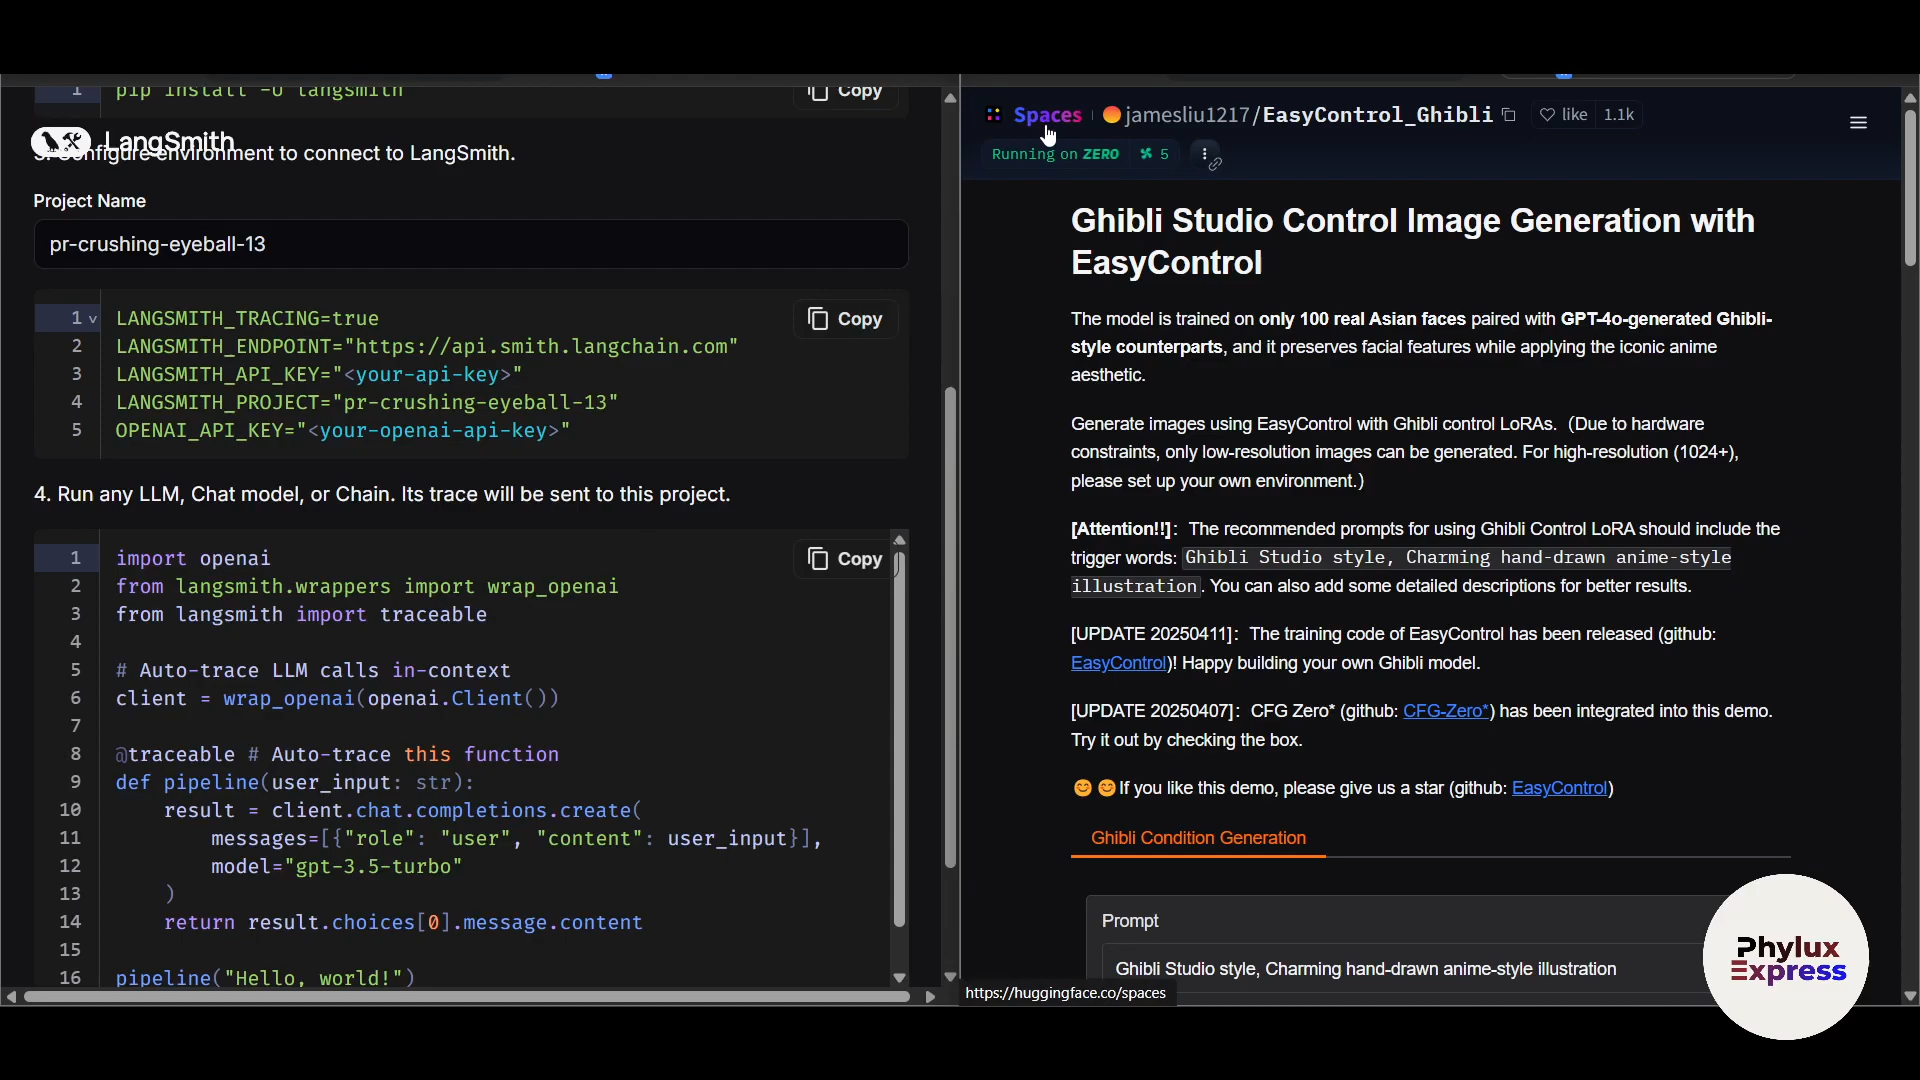 1 pip install -U langsmith
Copy
LangSmith
3. Configure environment to connect to LangSmith.
Project Name
pr-crushing-eyeball-13
Copy
1 LANGSMITH_TRACING=true
2 LANGSMITH_ENDPOINT="https://api.smith.langchain.com"
3 LANGSMITH_API_KEY="<your-api-key>"
4 LANGSMITH_PROJECT="pr-crushing-eyeball-13"
5 OPENAI_API_KEY="<your-openai-api-key>"
4. Run any LLM, Chat model, or Chain. Its trace will be sent to this project.
Copy
1 import openai
2 from langsmith.wrappers import wrap_openai
3 from langsmith import traceable
4
5 # Auto-trace LLM calls in-context
6 client = wrap_openai(openai.Client())
7
8 @traceable # Auto-trace this function
9 def pipeline(user_input: str):
10 result = client.chat.completions.create(
11 messages=[{"role": "user", "content": user_input}],
12 model="gpt-3.5-turbo"
13 )
14 return result.choices[0].message.content
15
16 pipeline("Hello, world!")
Spaces jamesliu1217/EasyControl_Ghibli like 1.1k
Running on ZERO 5
Ghibli Studio Control Image Generation with
EasyControl
The model is trained on only 100 real Asian faces paired with GPT-4o-generated Ghibli-
style counterparts, and it preserves facial features while applying the iconic anime
aesthetic.
Generate images using EasyControl with Ghibli control LoRAs.（Due to hardware
constraints, only low-resolution images can be generated. For high-resolution (1024+),
please set up your own environment.)
[Attention!!]：The recommended prompts for using Ghibli Control LoRA should include the
trigger words: Ghibli Studio style, Charming hand-drawn anime-style
illustration. You can also add some detailed descriptions for better results.
[UPDATE 20250411]：The training code of EasyControl has been released (github:
EasyControl)! Happy building your own Ghibli model.
[UPDATE 20250407]：CFG Zero* (github: CFG-Zero*) has been integrated into this demo.
Try it out by checking the box.
😊😊If you like this demo, please give us a star (github: EasyControl)
Ghibli Condition Generation
Prompt
Ghibli Studio style, Charming hand-drawn anime-style illustration
https://huggingface.co/spaces
Phylux
Express